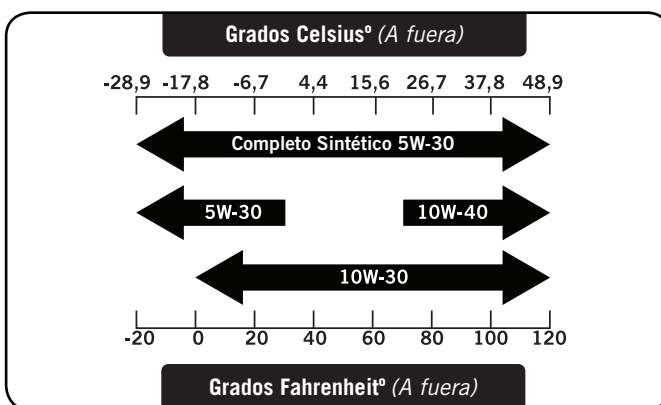 Grados Celsiusº (A fuera)
-28,9 -17,8 -6,7 4,4 15,6 26,7 37,8 48,9
Completo Sintético 5W-30
5W-30 10W-40
10W-30
-20 0 20 40 60 80 100 120
Grados Fahrenheitº (A fuera)